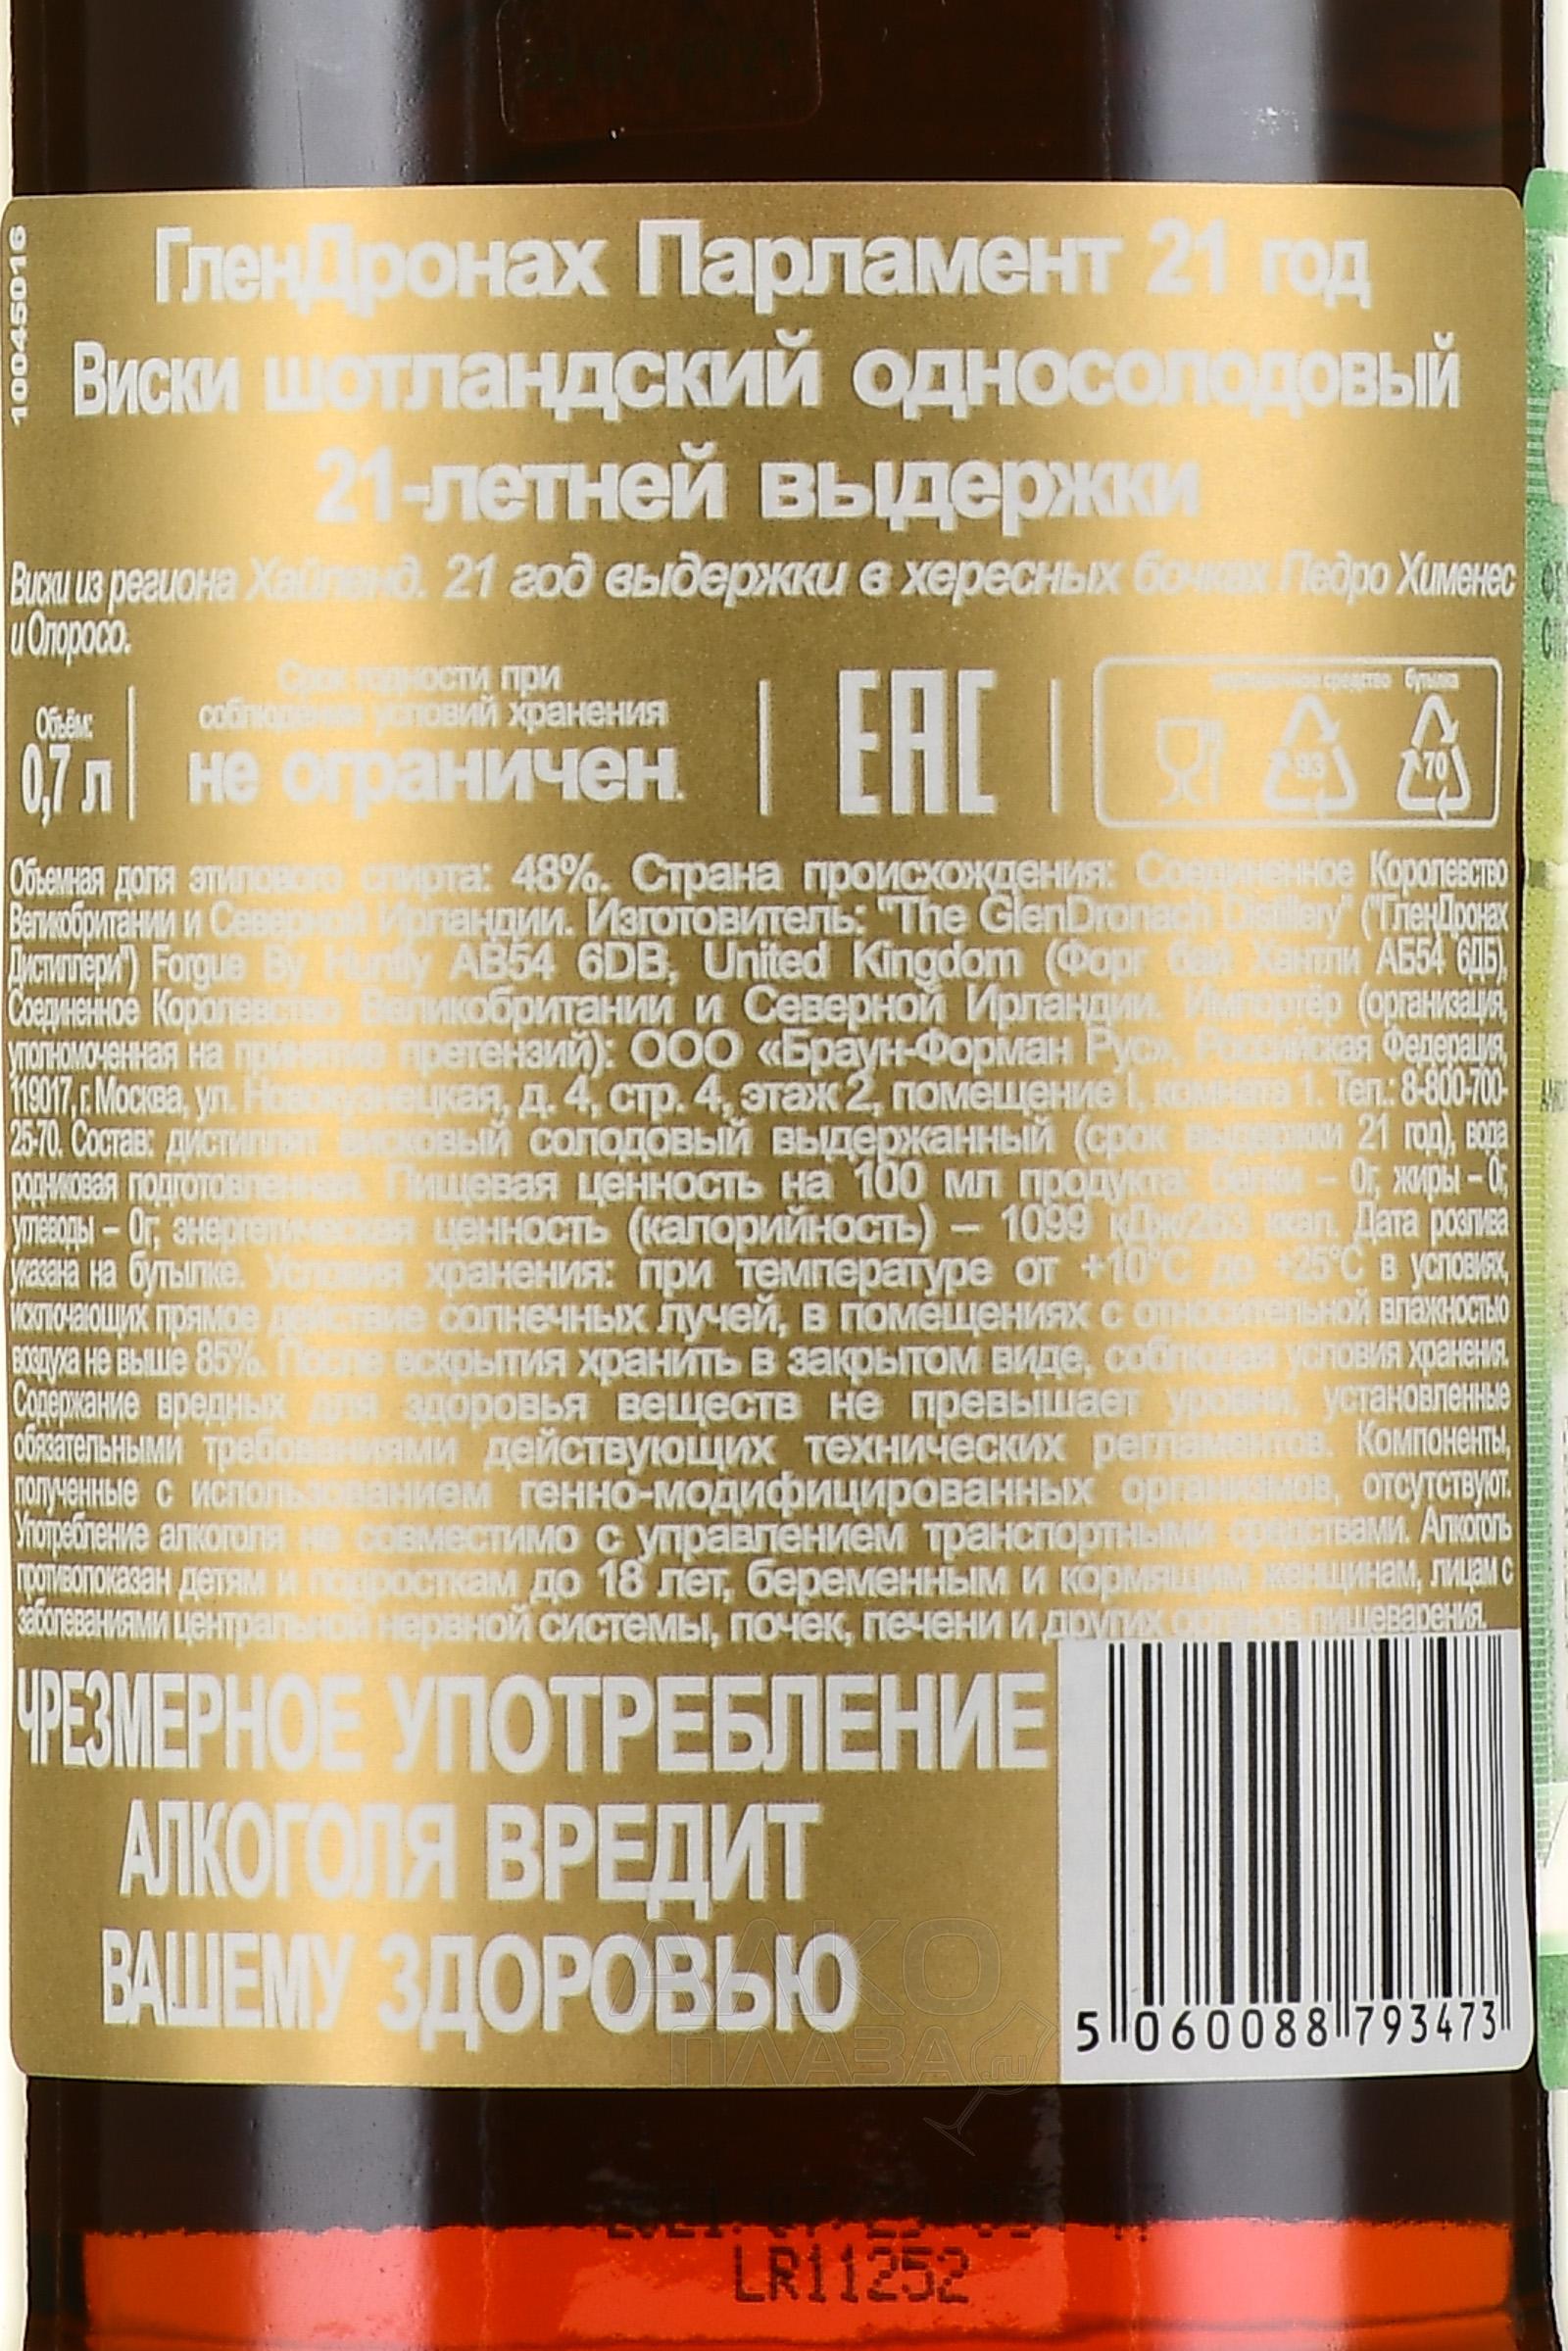 10045016
ГленДронах Парламент 21 год
Виски шотландский односолодовый
21-летней выдержки
Виски из региона Хайленд. 21 год выдержки в хересных бочках Педро Хименес
и Олоросо.
Объём:
0,7 л
Срок годности при
соблюдении условий хранения
не ограничен.
EAC
укупорочное средство бутылка
93 70
Объемная доля этилового спирта: 48%. Страна происхождения: Соединенное Королевство
Великобритании и Северной Ирландии. Изготовитель: "The GlenDronach Distillery" ("ГленДронах
Дистиллери") Forgue By Huntly AB54 6DB, United Kingdom (Форг бай Хантли АБ54 6ДБ),
Соединенное Королевство Великобритании и Северной Ирландии. Импортёр (организация,
уполномоченная на принятие претензий): ООО «Браун-Форман Рус», Российская Федерация,
119017, г. Москва, ул. Новокузнецкая, д. 4, стр. 4, этаж 2, помещение I, комната 1. Тел.: 8-800-700-
25-70. Состав: дистиллят висковый солодовый выдержанный (срок выдержки 21 год), вода
родниковая подготовленная. Пищевая ценность на 100 мл продукта: белки – 0г, жиры – 0г,
углеводы – 0г, энергетическая ценность (калорийность) – 1099 кДж/263 ккал. Дата розлива
указана на бутылке. Условия хранения: при температуре от +10°С до +25°С в условиях,
исключающих прямое действие солнечных лучей, в помещениях с относительной влажностью
воздуха не выше 85%. После вскрытия хранить в закрытом виде, соблюдая условия хранения.
Содержание вредных для здоровья веществ не превышает уровни, установленные
обязательными требованиями действующих технических регламентов. Компоненты,
полученные с использованием генно-модифицированных организмов, отсутствуют.
Употребление алкоголя не совместимо с управлением транспортными средствами. Алкоголь
противопоказан детям и подросткам до 18 лет, беременным и кормящим женщинам, лицам с
заболеваниями центральной нервной системы, почек, печени и других органов пищеварения.
ЧРЕЗМЕРНОЕ УПОТРЕБЛЕНИЕ
АЛКОГОЛЯ ВРЕДИТ
ВАШЕМУ ЗДОРОВЬЮ
5 060088 793473
АЛКО
ПЛАЗА.ru
LR11252